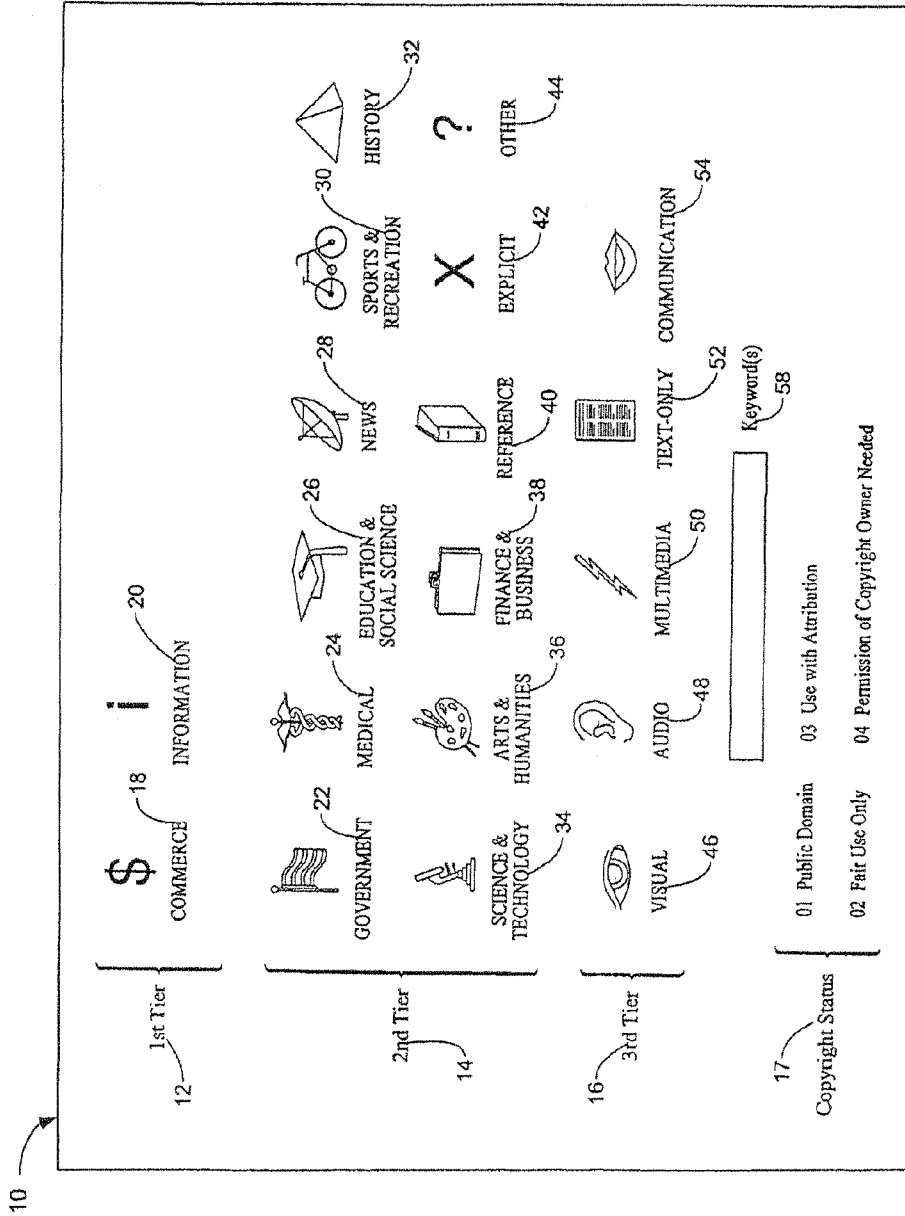 10
$ i
COMMERCE 18 INFORMATION 20
1st Tier
12
GOVERNMENT 22
MEDICAL 24
EDUCATION &
SOCIAL SCIENCE 26
NEWS 28
SPORTS &
RECREATION 30
HISTORY 32
2nd Tier
14
X ?
SCIENCE &
TECHNOLOGY 34
ARTS &
HUMANITIES 36
FINANCE &
BUSINESS 38
REFERENCE 40
EXPLICIT 42
OTHER 44
3rd Tier
16
VISUAL 46
AUDIO 48
MULTIMEDIA 50
TEXT-ONLY 52
COMMUNICATION 54
Keyword(s)
58
17
Copyright Status
01 Public Domain 03 Use with Attribution
02 Fair Use Only 04 Permission of Copyright Owner Needed